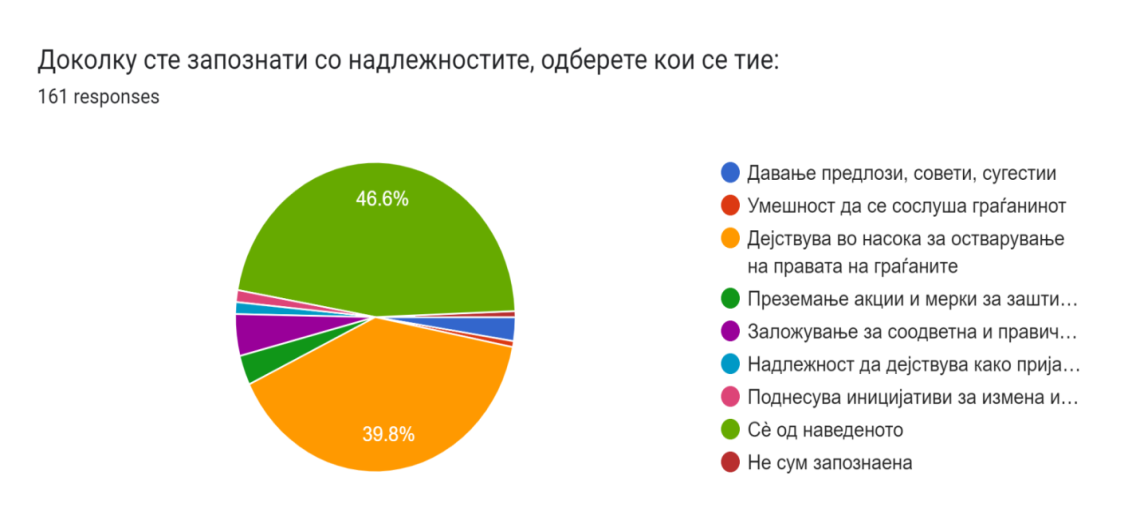 Доколку сте запознати со надлежностите, одберете кои се тие:
161 responses
46.6%
39.8%
Давање предлози, совети, сугестии
Умешност да се сослуша граѓанинот
Дејствува во насока за остварување
на правата на граѓаните
Преземање акции и мерки за зашти…
Заложување за соодветна и правич…
Надлежност да дејствува како прија…
Поднесува иницијативи за измена и…
Сѐ од наведеното
Не сум запознаена